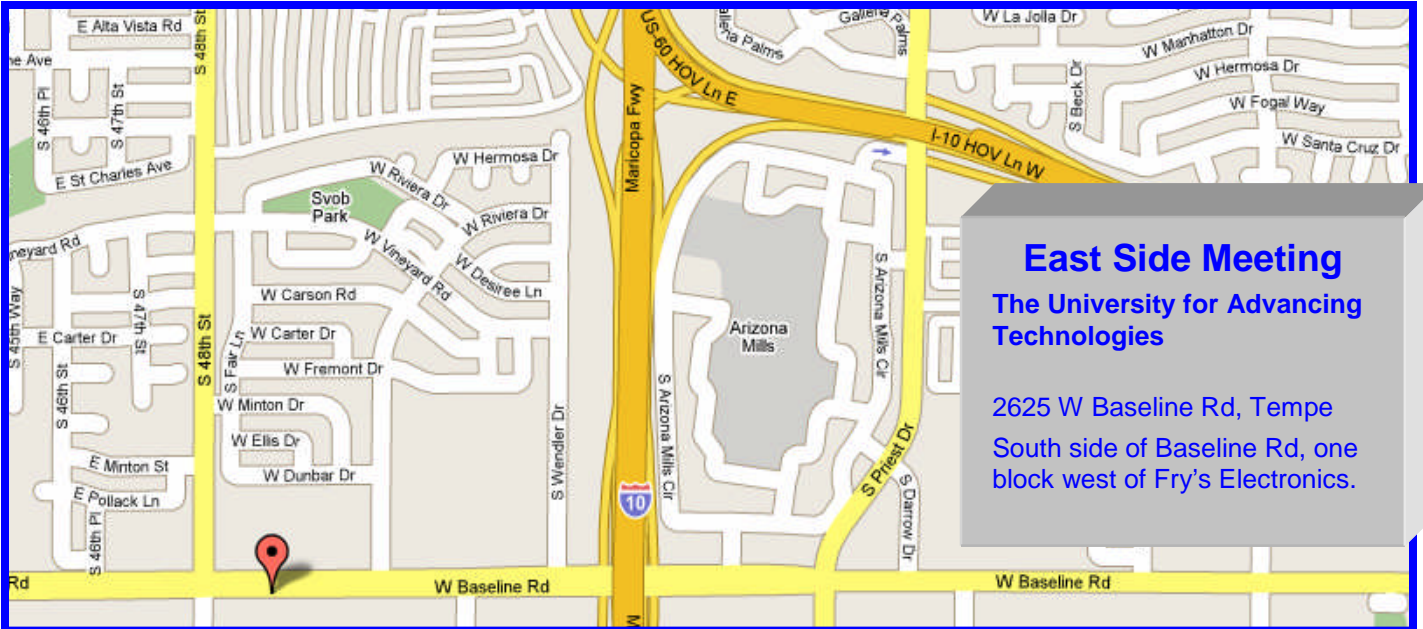 E Alta Vista Rd
S 48th St
US-60 HOV Ln E
Maricopa Fwy
Galleria Palms
W La Jolla Dr
W Manhatton Dr
W Hermosa Dr
W Fogal Way
W Santa Cruz Dr
S Beck Dr
I-10 HOV Ln W
ne Ave
S 46th Pl
S 47th St
E St Charles Ave
W Hermosa Dr
W Riviera Dr
Svob
Park
W Riviera Dr
W Vineyard Rd
W Desiree Ln
neyard Rd
S 45th Way
S 47th St
W Carson Rd
E Carter Dr
S 48th St
S Fair Ln
W Carter Dr
W Fremont Dr
S 46th St
W Minton Dr
W Ellis Dr
W Dunbar Dr
E Minton St
E Pollack Ln
S 46th Pl
S Wendler Dr
S Arizona Mills Cir
Arizona
Mills
S Arizona Mills Cir
S Priest Dr
S Darrow Dr
10
Rd
W Baseline Rd
W Baseline Rd
M
East Side Meeting
The University for Advancing
Technologies
2625 W Baseline Rd, Tempe
South side of Baseline Rd, one
block west of Fry's Electronics.